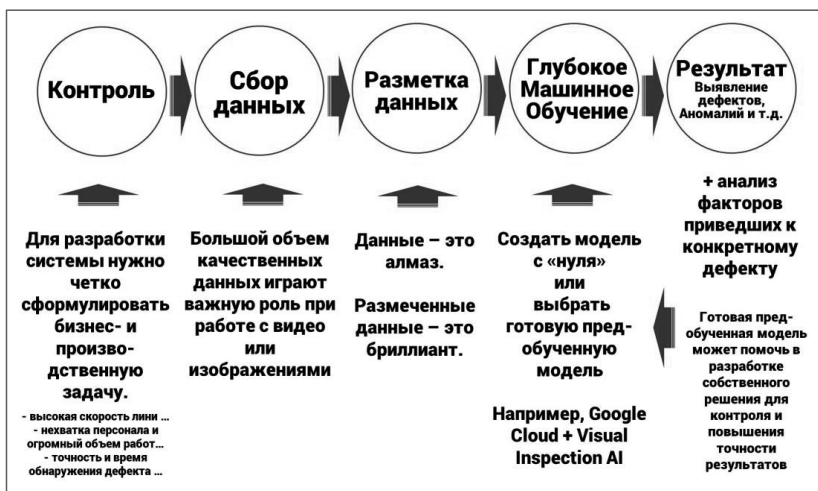 Контроль
Сбор
данных
Разметка
данных
Глубокое
Машинное
Обучение
Результат
Выявление
дефектов,
Аномалий и т.д.
Для разработки
системы нужно
четко
сформулировать
бизнес- и
произво-
дственную
задачу.
- высокая скорость лини ...
- нехватка персонала и
огромный объем работ...
- точность и время
обнаружения дефекта ...
Большой объем
качественных
данных играют
важную роль при
работе с видео
или
изображениями
Данные – это
алмаз.
Размеченные
данные – это
бриллиант.
Создать модель
с «нуля»
или
выбрать
готовую пред-
обученную
модель
Например, Google
Cloud + Visual
Inspection AI
+ анализ
факторов
приведших к
конкретному
дефекту
Готовая пред-
обученная модель
может помочь в
разработке
собственного
решения для
контроля и
повышения
точности
результатов